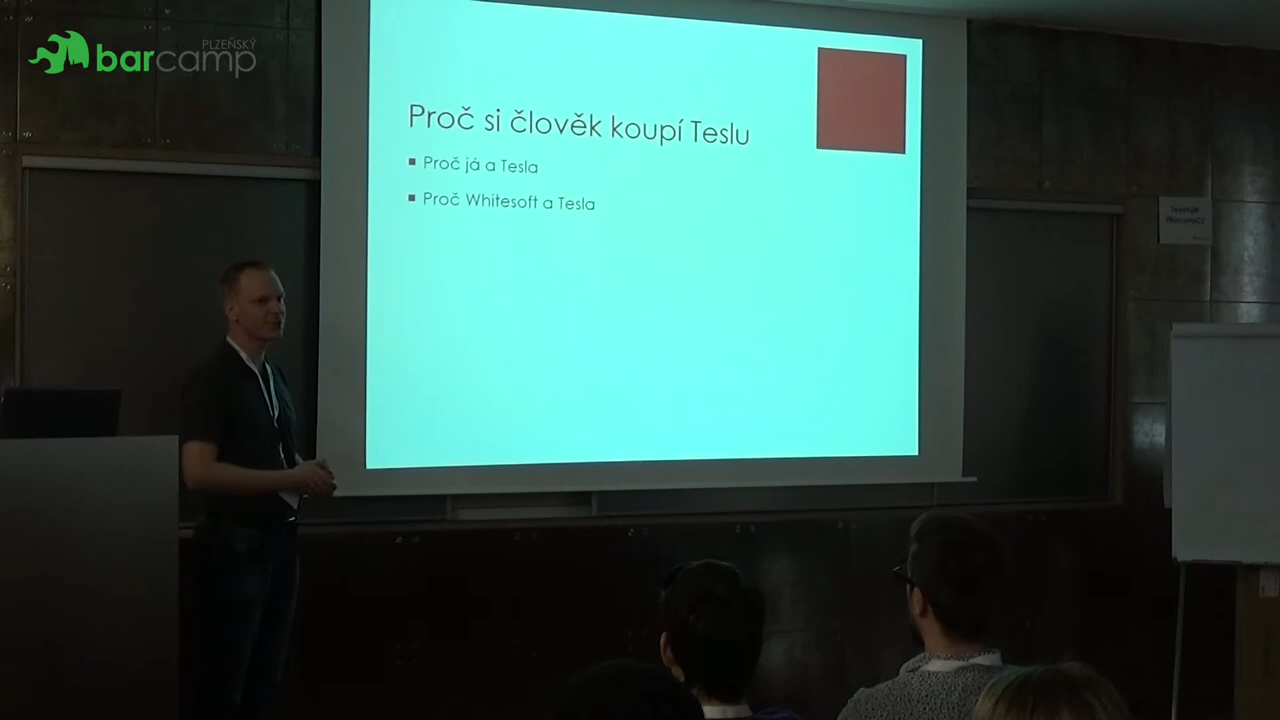 PLZEŇSKÝ
barcamp
Proč si člověk koupí Teslu
Proč já a Tesla
Proč Whitesoft a Tesla